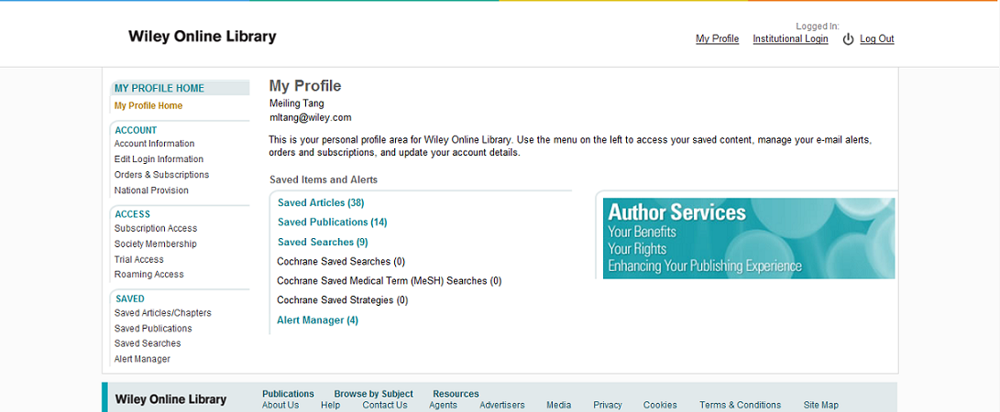 Logged In:
Wiley Online Library
My Profile Institutional Login Log Out
MY PROFILE HOME
My Profile Home
ACCOUNT
Account Information
Edit Login Information
Orders & Subscriptions
National Provision
ACCESS
Subscription Access
Society Membership
Trial Access
Roaming Access
SAVED
Saved Articles/Chapters
Saved Publications
Saved Searches
Alert Manager
My Profile
Meiling Tang
mltang@wiley.com
This is your personal profile area for Wiley Online Library. Use the menu on the left to access your saved content, manage your e-mail alerts,
orders and subscriptions, and update your account details.
Saved Items and Alerts
Saved Articles (38)
Saved Publications (14)
Saved Searches (9)
Cochrane Saved Searches (0)
Cochrane Saved Medical Term (MeSH) Searches (0)
Cochrane Saved Strategies (0)
Alert Manager (4)
Author Services
Your Benefits
Your Rights
Enhancing Your Publishing Experience
Wiley Online Library
Publications Browse by Subject Resources
About Us Help Contact Us Agents Advertisers Media Privacy Cookies Terms & Conditions Site Map